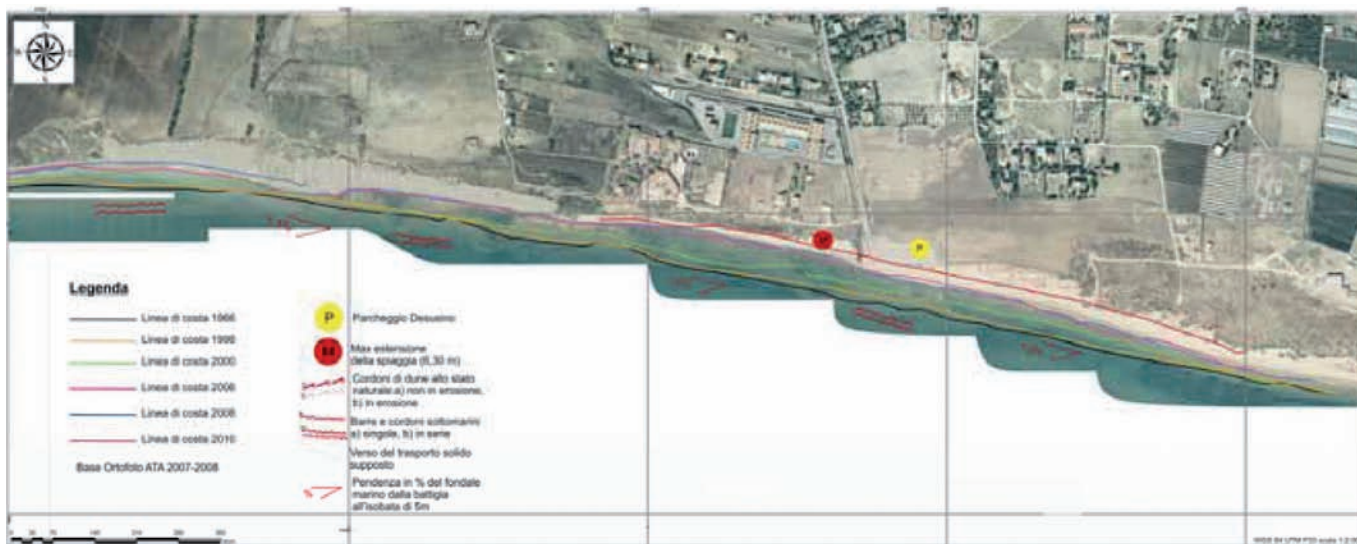 Legenda
Linea di costa 1966
Linea di costa 1998
Linea di costa 2000
Linea di costa 2006
Linea di costa 2008
Linea di costa 2010
Base Ortofoto ATA 2007-2008
P
Parcheggio Desusino
M
Max estensione
della spiaggia (6,30 m)
Cordoni di dune allo stato
naturale:a) non in erosione,
b) in erosione
Barre e cordoni sottomarini
a) singole, b) in serie
Verso del trasporto solido
supposto
Pendenza in % del fondale
marino dalla battigia
all'isobata di 5m
M
P